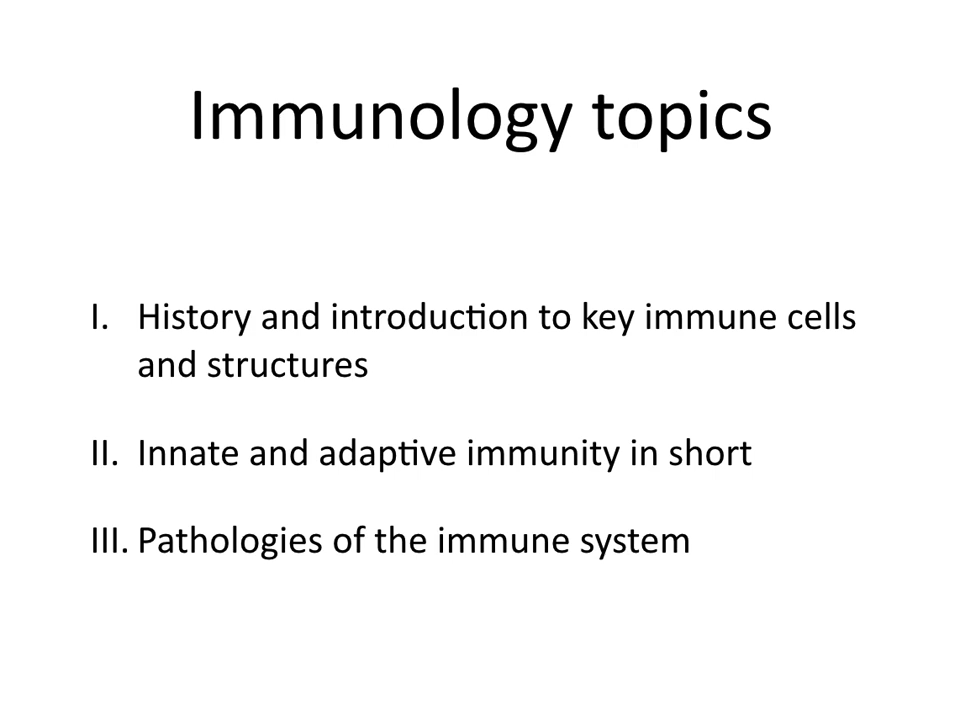 Immunology topics
I. History and introduction to key immune cells
and structures
II. Innate and adaptive immunity in short
III. Pathologies of the immune system